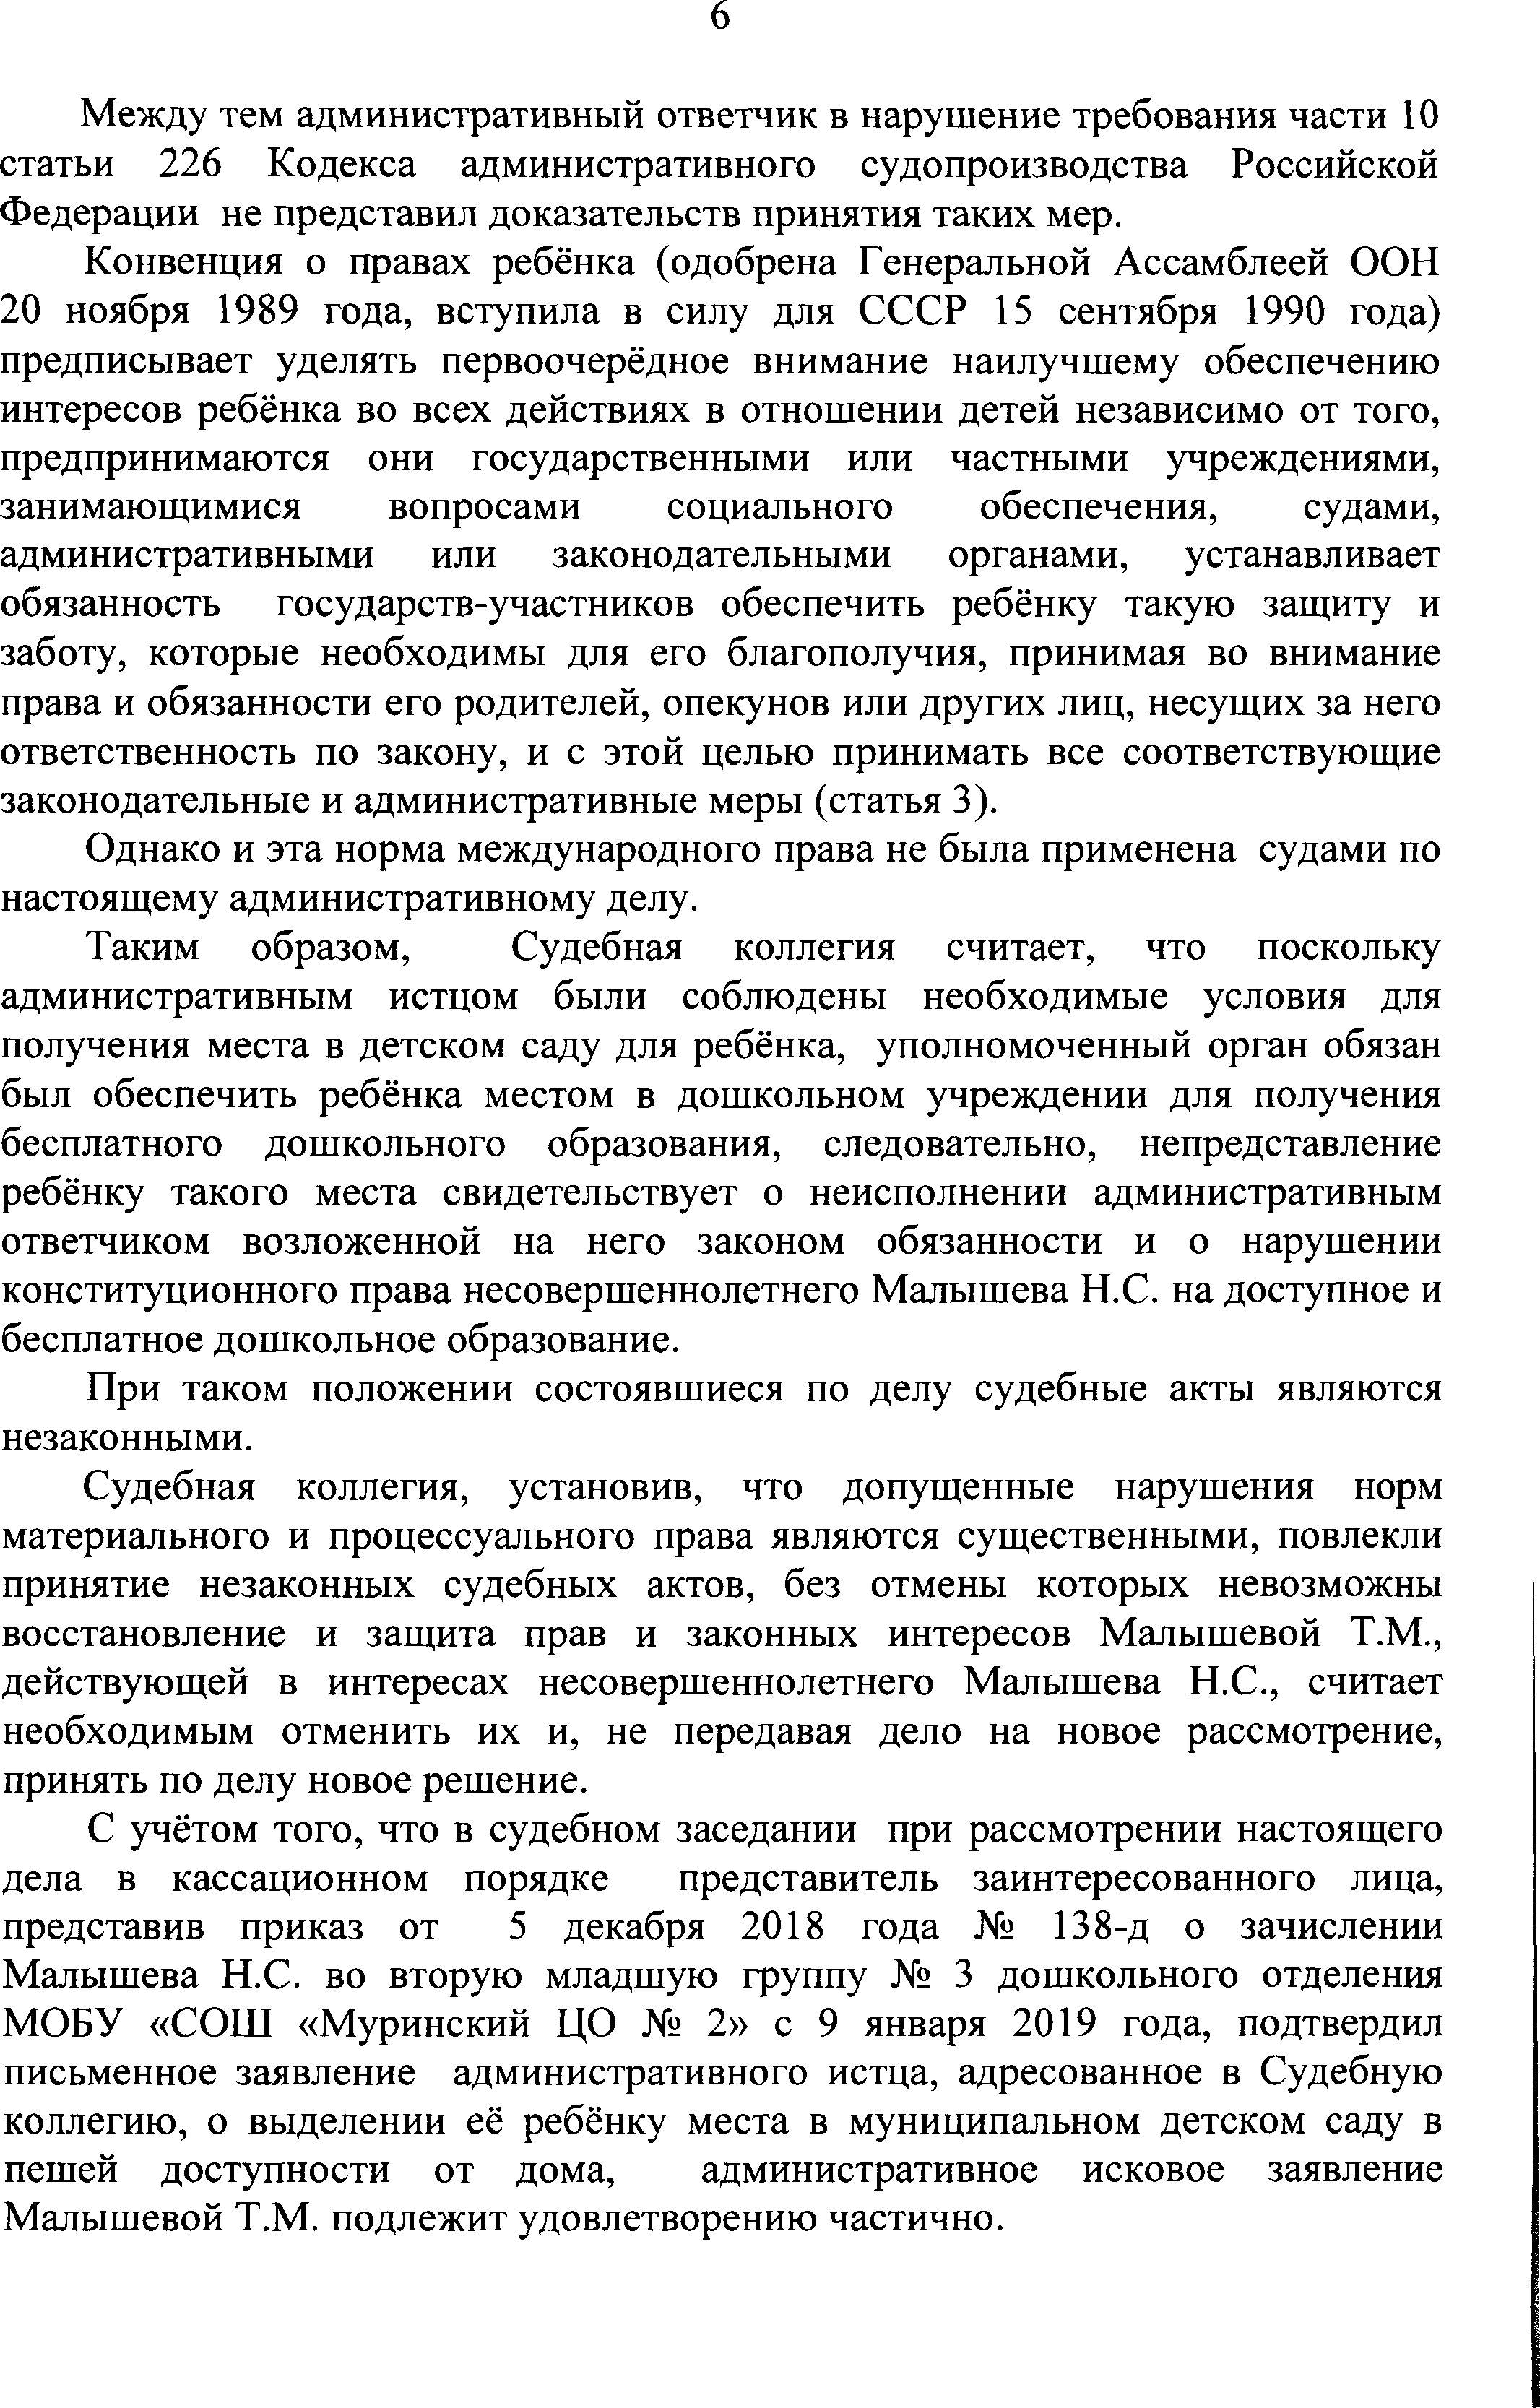 6
Между тем административный ответчик в нарушение требования части 10
статьи 226 Кодекса административного судопроизводства Российской
Федерации не представил доказательств принятия таких мер.
Конвенция о правах ребёнка (одобрена Генеральной Ассамблеей ООН
20 ноября 1989 года, вступила в силу для СССР 15 сентября 1990 года)
предписывает уделять первоочерёдное внимание наилучшему обеспечению
интересов ребёнка во всех действиях в отношении детей независимо от того,
предпринимаются они государственными или частными учреждениями,
занимающимися вопросами социального обеспечения, судами,
административными или законодательными органами, устанавливает
обязанность государств-участников обеспечить ребёнку такую защиту и
заботу, которые необходимы для его благополучия, принимая во внимание
права и обязанности его родителей, опекунов или других лиц, несущих за него
ответственность по закону, и с этой целью принимать все соответствующие
законодательные и административные меры (статья 3).
Однако и эта норма международного права не была применена судами по
настоящему административному делу.
Таким образом, Судебная коллегия считает, что поскольку
административным истцом были соблюдены необходимые условия для
получения места в детском саду для ребёнка, уполномоченный орган обязан
был обеспечить ребёнка местом в дошкольном учреждении для получения
бесплатного дошкольного образования, следовательно, непредставление
ребёнку такого места свидетельствует о неисполнении административным
ответчиком возложенной на него законом обязанности и о нарушении
конституционного права несовершеннолетнего Малышева Н.С. на доступное и
бесплатное дошкольное образование.
При таком положении состоявшиеся по делу судебные акты являются
незаконными.
Судебная коллегия, установив, что допущенные нарушения норм
материального и процессуального права являются существенными, повлекли
принятие незаконных судебных актов, без отмены которых невозможны
восстановление и защита прав и законных интересов Малышевой Т.М.,
действующей в интересах несовершеннолетнего Малышева Н.С., считает
необходимым отменить их и, не передавая дело на новое рассмотрение,
принять по делу новое решение.
С учётом того, что в судебном заседании при рассмотрении настоящего
дела в кассационном порядке представитель заинтересованного лица,
представив приказ от 5 декабря 2018 года № 138-д о зачислении
Малышева Н.С. во вторую младшую группу № 3 дошкольного отделения
МОБУ «СОШ «Муринский ЦО № 2» с 9 января 2019 года, подтвердил
письменное заявление административного истца, адресованное в Судебную
коллегию, о выделении её ребёнку места в муниципальном детском саду в
пешей доступности от дома, административное исковое заявление
Малышевой Т.М. подлежит удовлетворению частично.